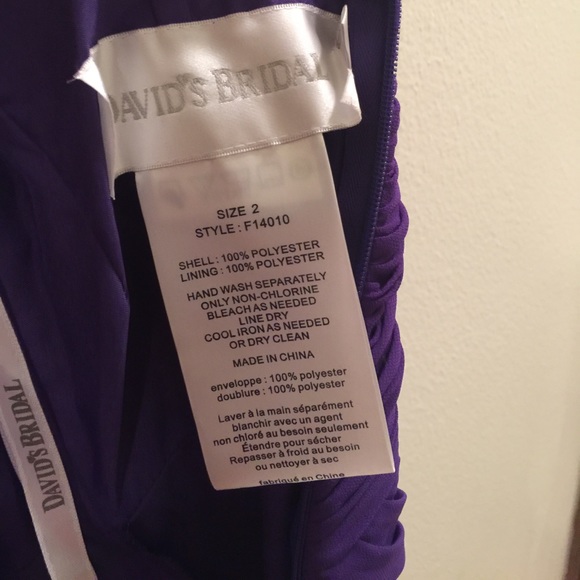 DAVID'S BRIDAL
SIZE 2
STYLE : F14010
SHELL : 100% POLYESTER
LINING : 100% POLYESTER
HAND WASH SEPARATELY
ONLY NON-CHLORINE
BLEACH AS NEEDED
LINE DRY
COOL IRON AS NEEDED
OR DRY CLEAN
MADE IN CHINA
enveloppe : 100% polyester
doublure : 100% polyester
Laver à la main séparément
blanchir avec un agent
non chloré au besoin seulement
Étendre pour sécher
Repasser à froid au besoin
ou nettoyer à sec
fabriqué en Chine
DAVID'S BRIDAL